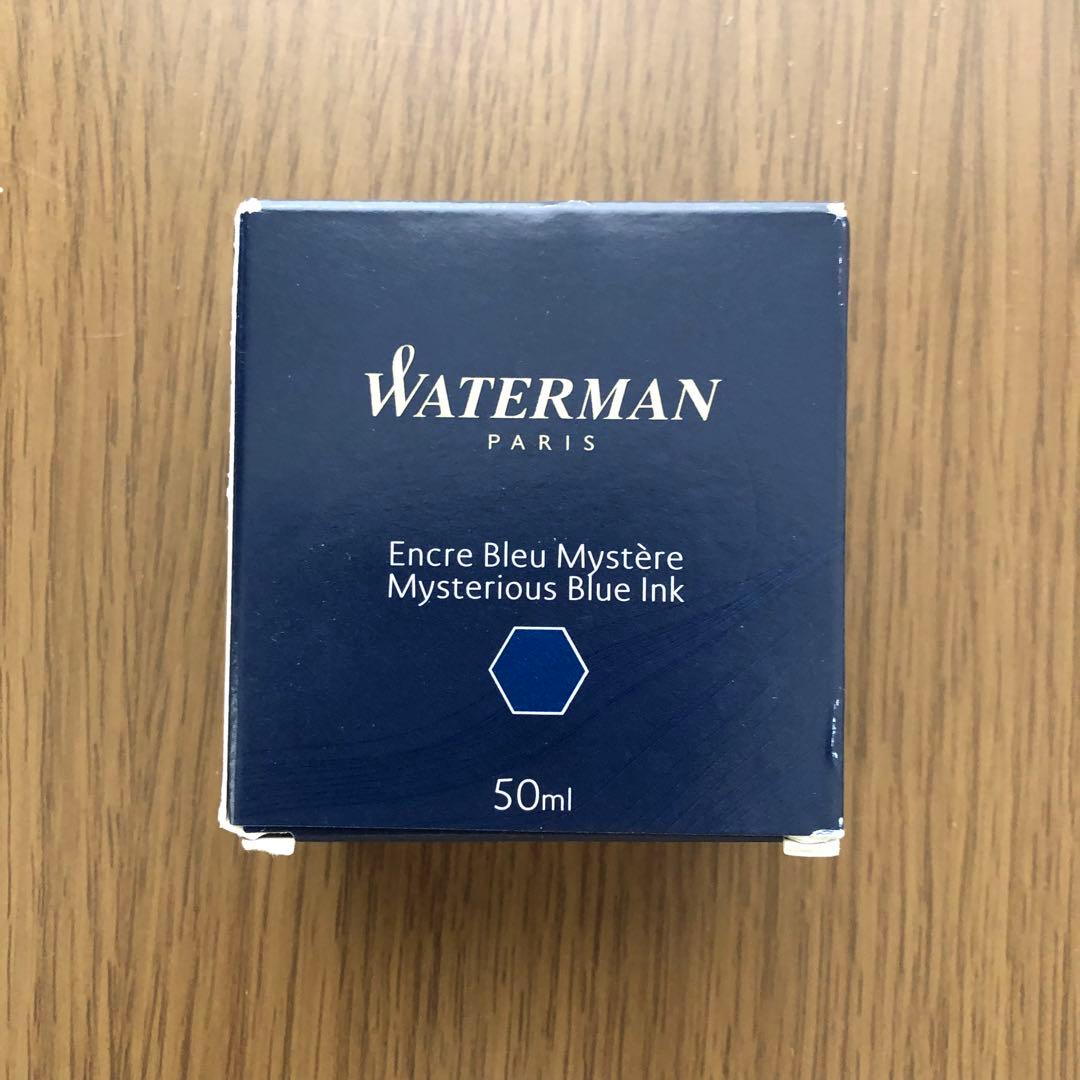 WATERMAN
PARIS
Encre Bleu Mystère
Mysterious Blue Ink
50ml